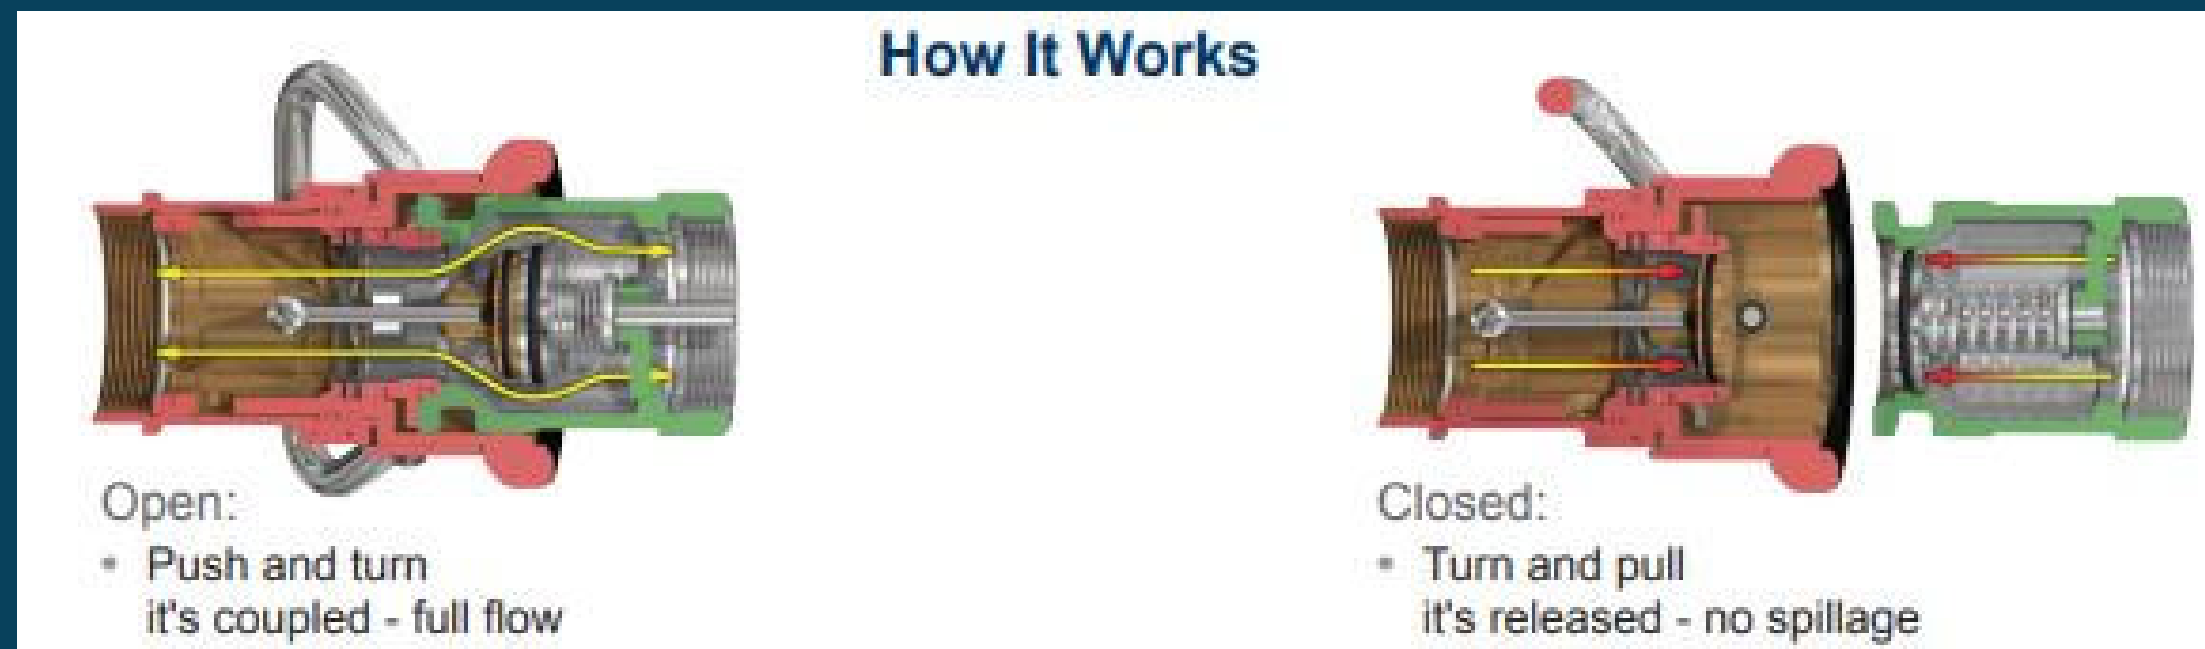 How It Works
Open:
• Push and turn
it's coupled - full flow
Closed:
• Turn and pull
it's released - no spillage